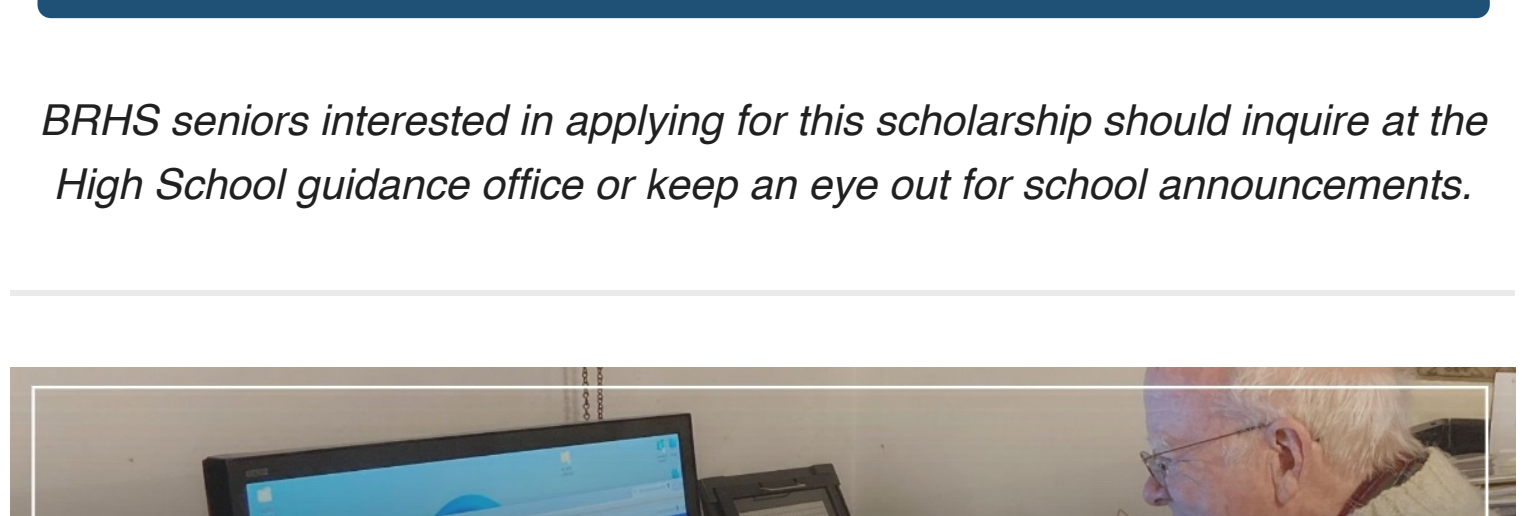 BRHS seniors interested in applying for this scholarship should inquire at the
High School guidance office or keep an eye out for school announcements.